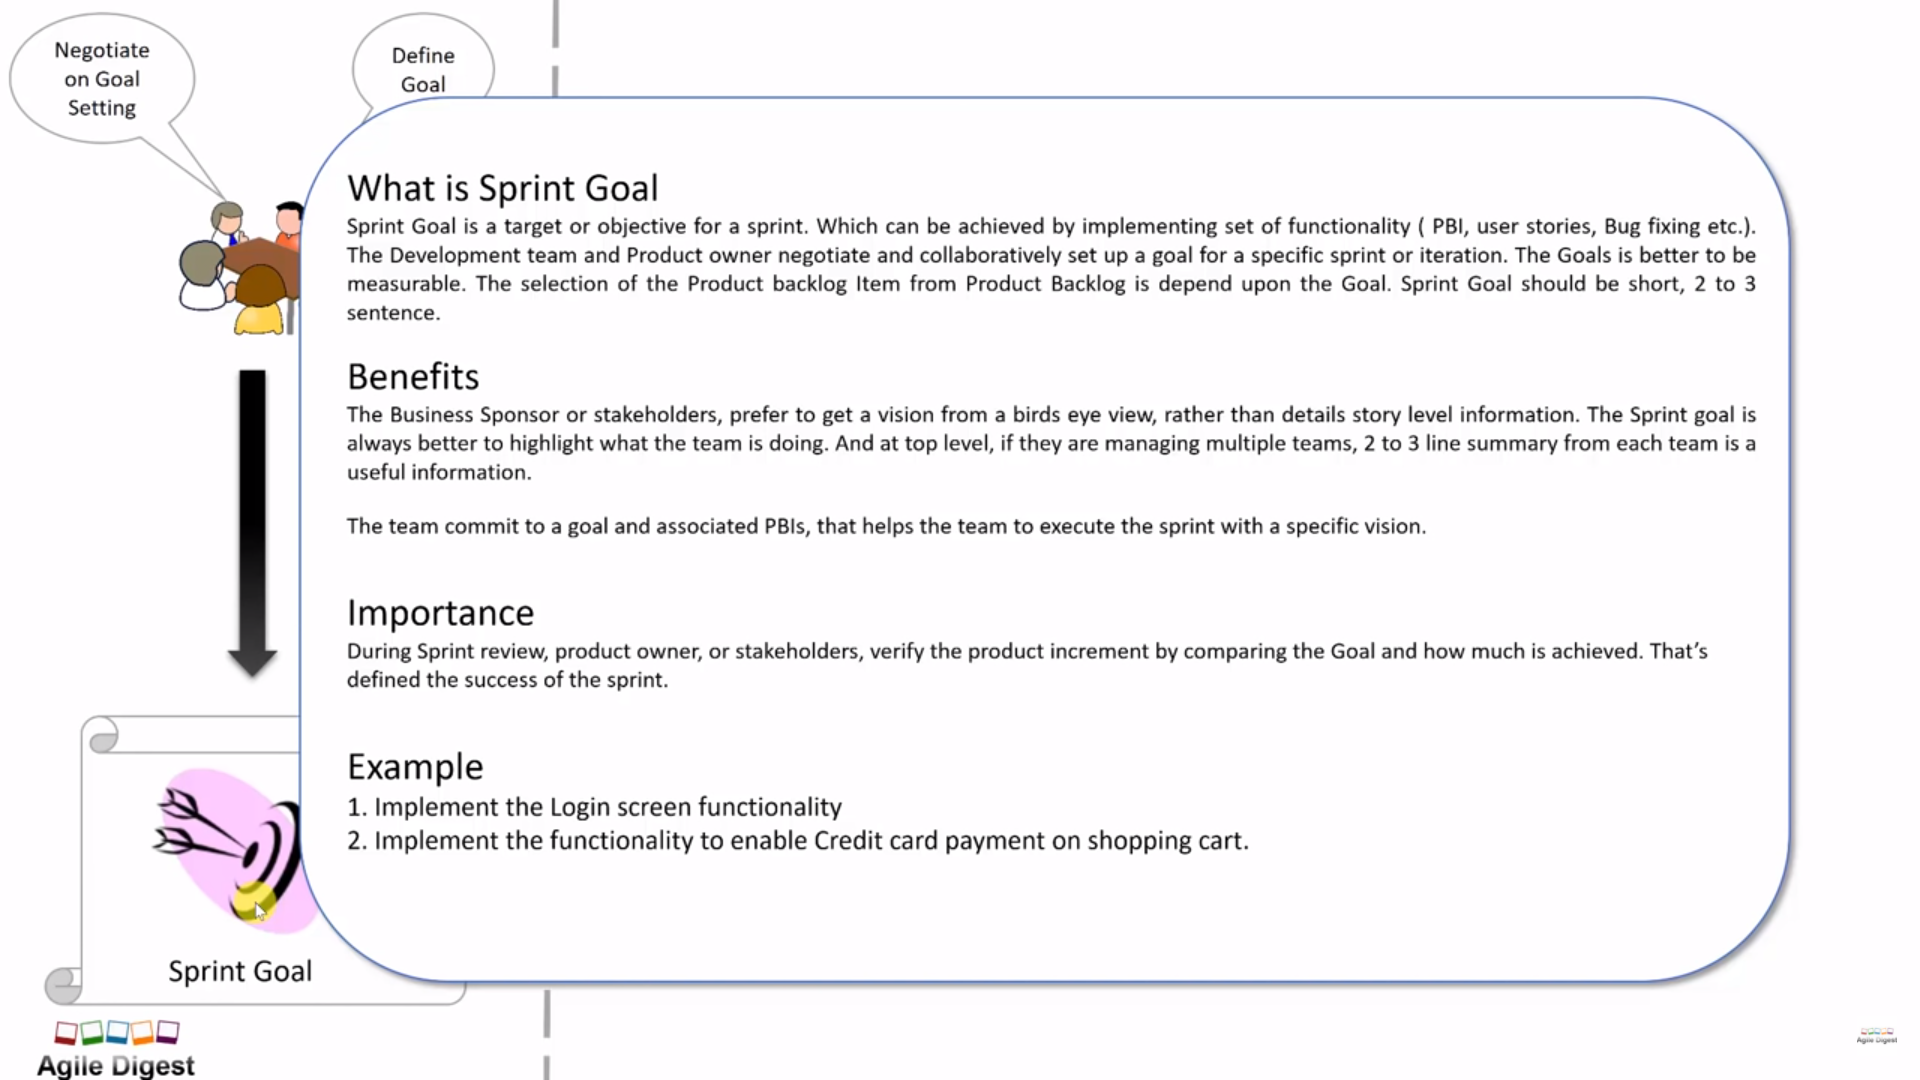 Negotiate
on Goal
Setting
Define
Goal
What is Sprint Goal
Sprint Goal is a target or objective for a sprint. Which can be achieved by implementing set of functionality ( PBI, user stories, Bug fixing etc.).
The Development team and Product owner negotiate and collaboratively set up a goal for a specific sprint or iteration. The Goals is better to be
measurable. The selection of the Product backlog Item from Product Backlog is depend upon the Goal. Sprint Goal should be short, 2 to 3
sentence.
Benefits
The Business Sponsor or stakeholders, prefer to get a vision from a birds eye view, rather than details story level information. The Sprint goal is
always better to highlight what the team is doing. And at top level, if they are managing multiple teams, 2 to 3 line summary from each team is a
useful information.
The team commit to a goal and associated PBIs, that helps the team to execute the sprint with a specific vision.
Importance
During Sprint review, product owner, or stakeholders, verify the product increment by comparing the Goal and how much is achieved. That’s
defined the success of the sprint.
Example
1. Implement the Login screen functionality
2. Implement the functionality to enable Credit card payment on shopping cart.
Sprint Goal
Agile Digest
Agile Digest